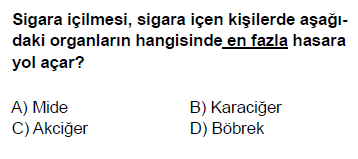 Sigara içilmesi, sigara içen kişilerde aşağı-
daki organların hangisinde en fazla hasara
yol açar?
A) Mide B) Karaciğer
C) Akciğer D) Böbrek